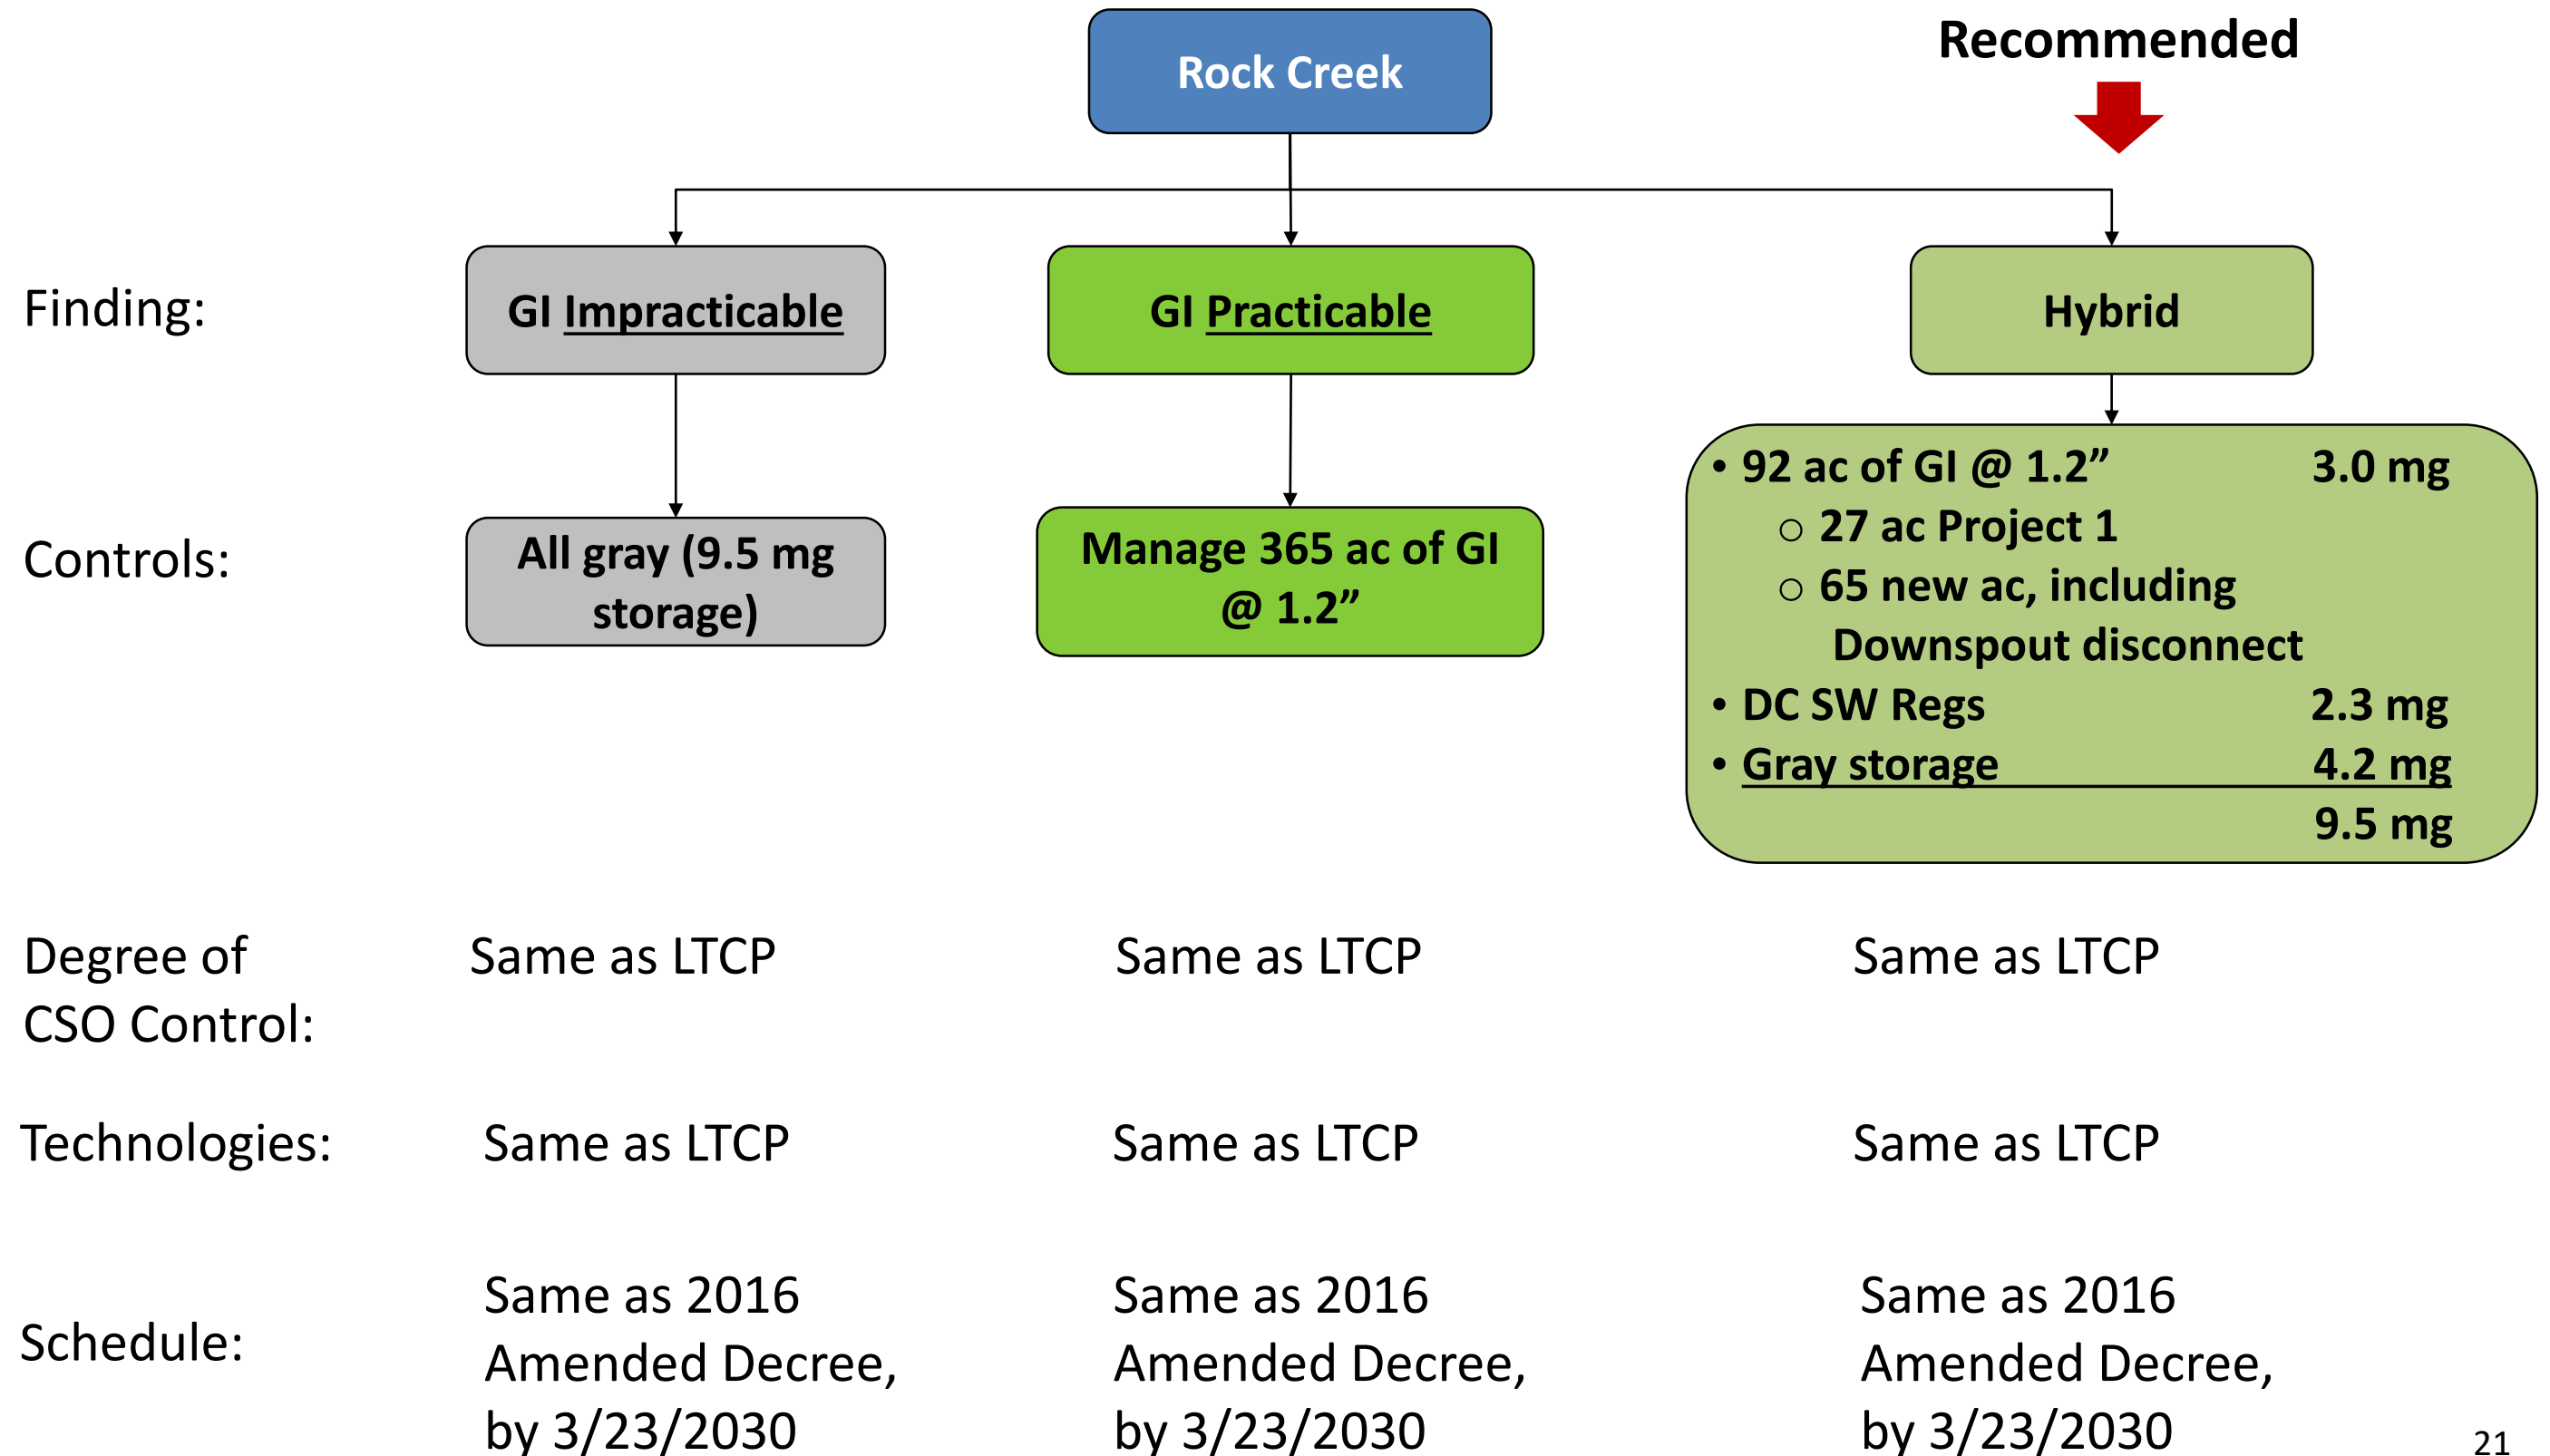 Rock Creek
Recommended
Finding:
GI Impracticable
GI Practicable
Hybrid
Controls:
All gray (9.5 mg
storage)
Manage 365 ac of GI
@ 1.2”
• 92 ac of GI @ 1.2” 3.0 mg
○ 27 ac Project 1
○ 65 new ac, including
Downspout disconnect
• DC SW Regs 2.3 mg
• Gray storage 4.2 mg
9.5 mg
Degree of
CSO Control:
Same as LTCP
Same as LTCP
Same as LTCP
Technologies:
Same as LTCP
Same as LTCP
Same as LTCP
Schedule:
Same as 2016
Amended Decree,
by 3/23/2030
Same as 2016
Amended Decree,
by 3/23/2030
Same as 2016
Amended Decree,
by 3/23/2030
21